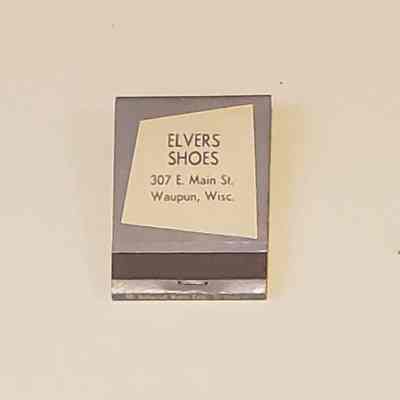 ELVERS
SHOES
307 E. Main St.
Waupun, Wisc.